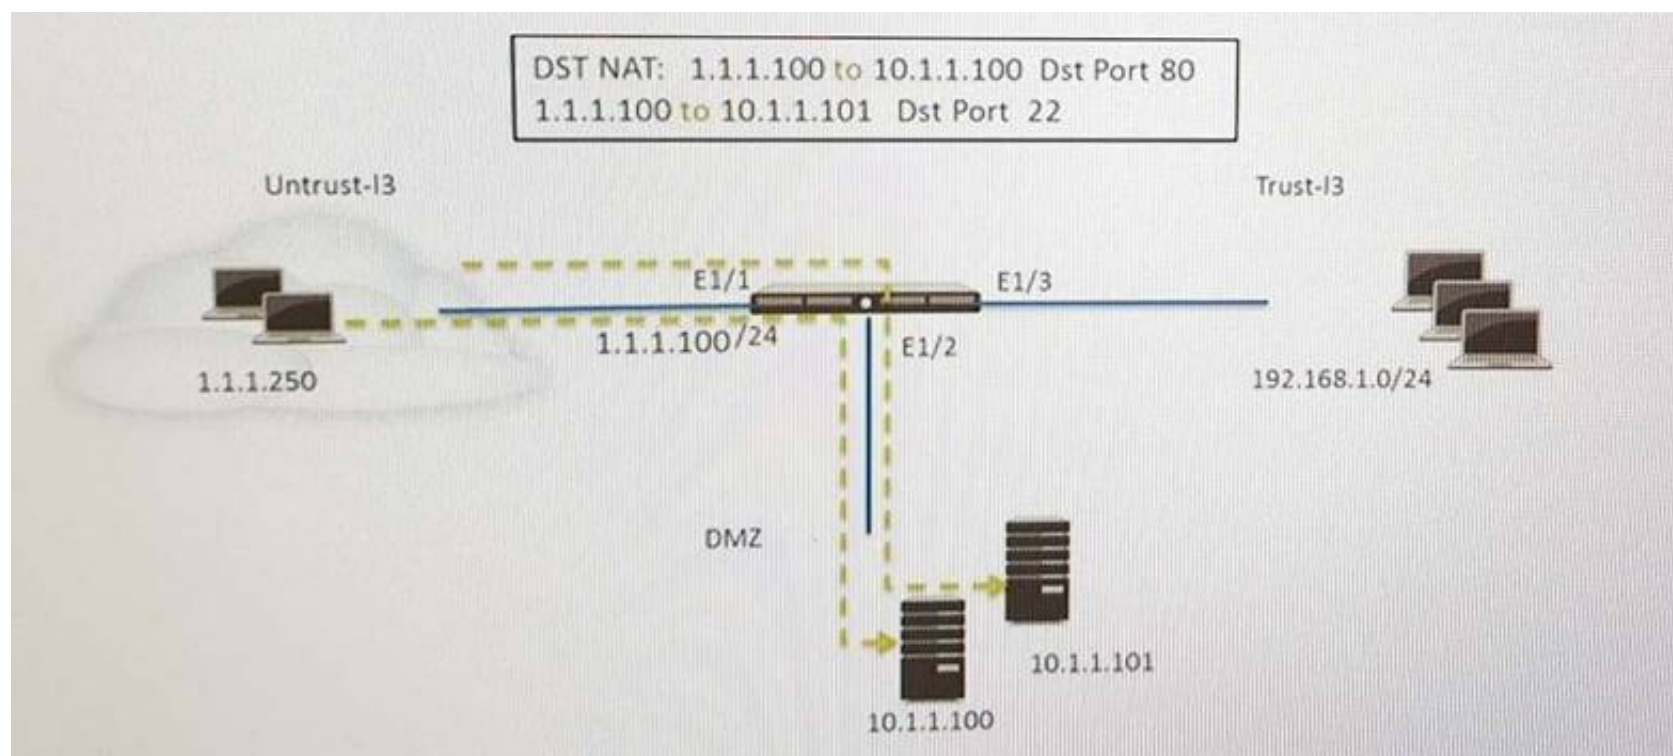 DST NAT: 1.1.1.100 to 10.1.1.100 Dst Port 80
1.1.1.100 to 10.1.1.101 Dst Port 22
Untrust-l3
Trust-l3
E1/1
E1/3
1.1.1.100/24
E1/2
1.1.1.250
192.168.1.0/24
DMZ
10.1.1.101
10.1.1.100